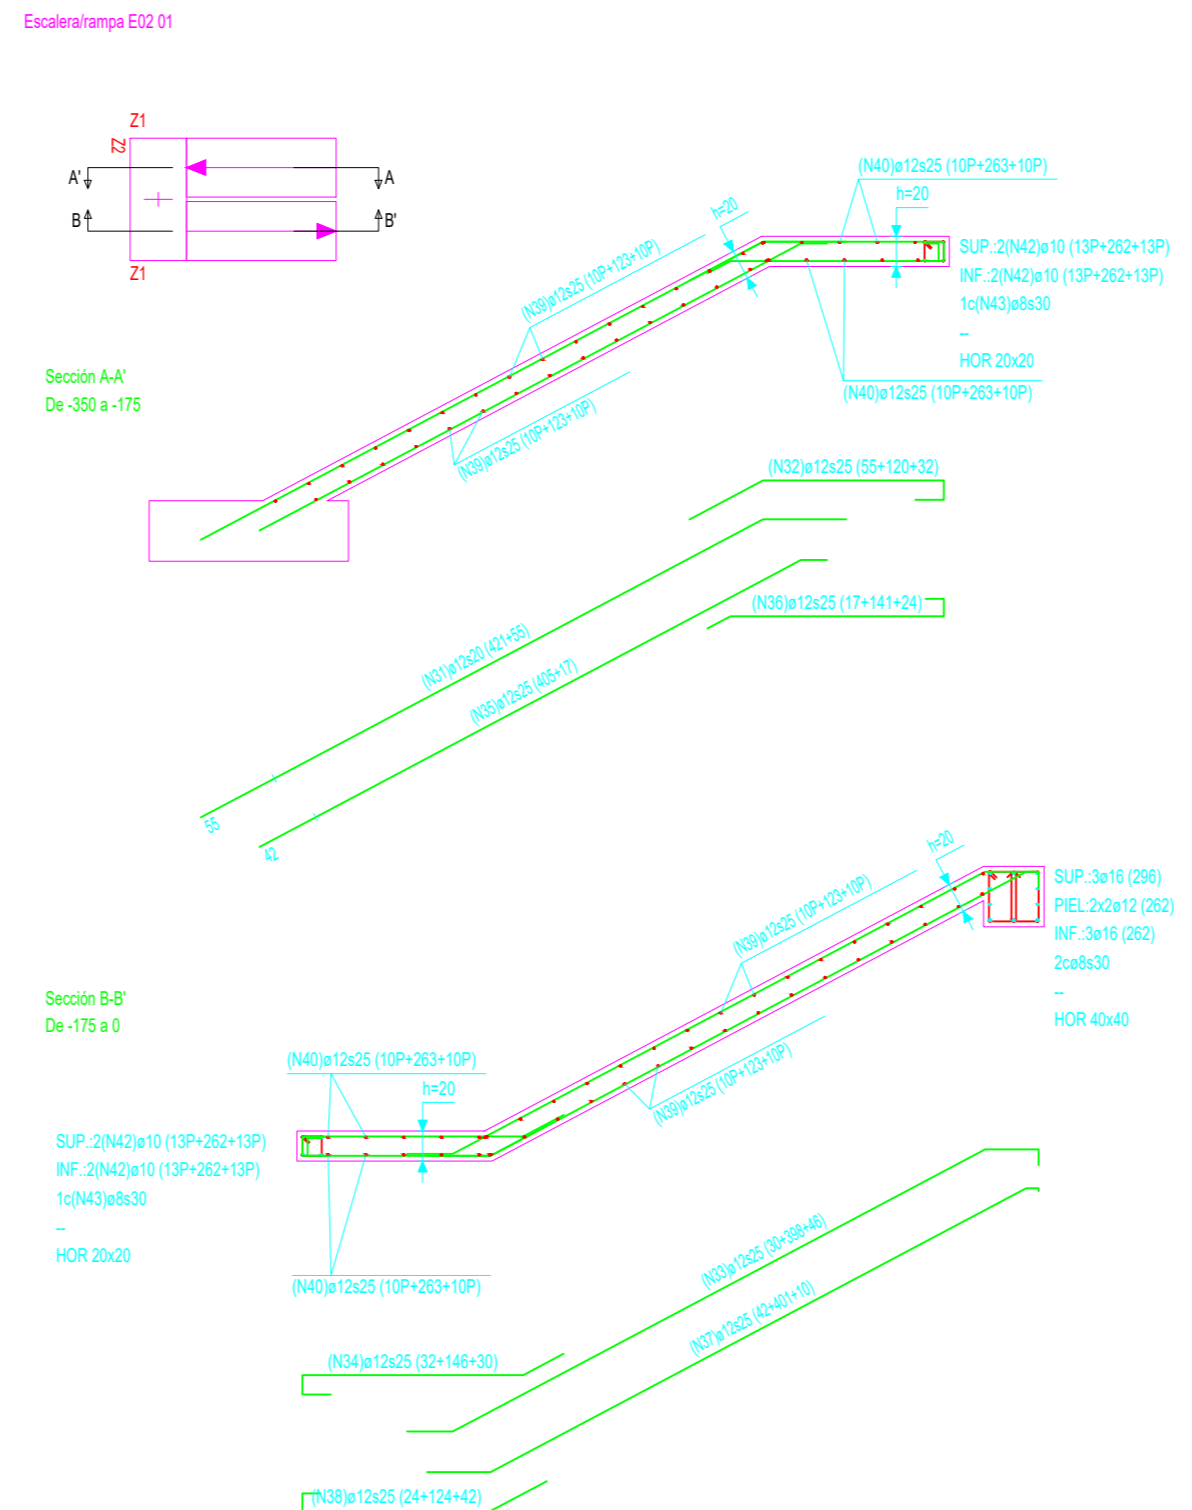 Escalera/rampa E02 01
Z1
Z2
A'
A
B
B'
Z1
(N40)ø12s25 (10P+263+10P)
h=20
h=20
SUP.:2(N42)ø10 (13P+262+13P)
INF.:2(N42)ø10 (13P+262+13P)
1c(N43)ø8s30
--
HOR 20x20
(N39)ø12s25 (10P+123+10P)
Sección A-A'
De -350 a -175
(N40)ø12s25 (10P+263+10P)
(N39)ø12s25 (10P+123+10P)
(N32)ø12s25 (55+120+32)
(N36)ø12s25 (17+141+24)
(N31)ø12s20 (421+55)
(N35)ø12s25 (405+17)
55
42
h=20
SUP.:3ø16 (296)
PIEL:2x2ø12 (262)
INF.:3ø16 (262)
2cø8s30
--
HOR 40x40
(N39)ø12s25 (10P+123+10P)
Sección B-B'
De -175 a 0
(N40)ø12s25 (10P+263+10P)
h=20
(N39)ø12s25 (10P+123+10P)
SUP.:2(N42)ø10 (13P+262+13P)
INF.:2(N42)ø10 (13P+262+13P)
1c(N43)ø8s30
--
HOR 20x20
(N40)ø12s25 (10P+263+10P)
(N33)ø12s25 (30+398+46)
(N37)ø12s25 (42+401+10)
(N34)ø12s25 (32+146+30)
(N38)ø12s25 (24+124+42)